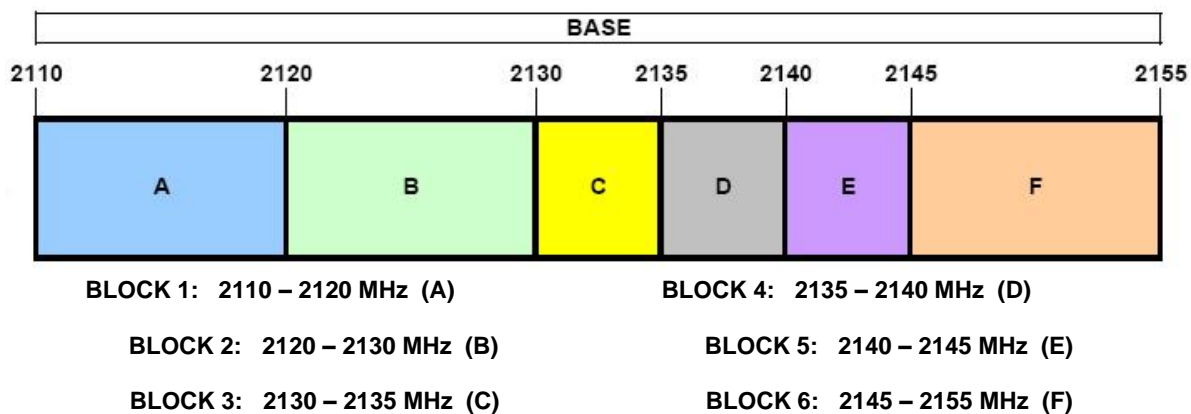 BASE
2110 2120 2130 2135 2140 2145 2155
A B C D E F
BLOCK 1: 2110 – 2120 MHz (A) BLOCK 4: 2135 – 2140 MHz (D)
BLOCK 2: 2120 – 2130 MHz (B) BLOCK 5: 2140 – 2145 MHz (E)
BLOCK 3: 2130 – 2135 MHz (C) BLOCK 6: 2145 – 2155 MHz (F)